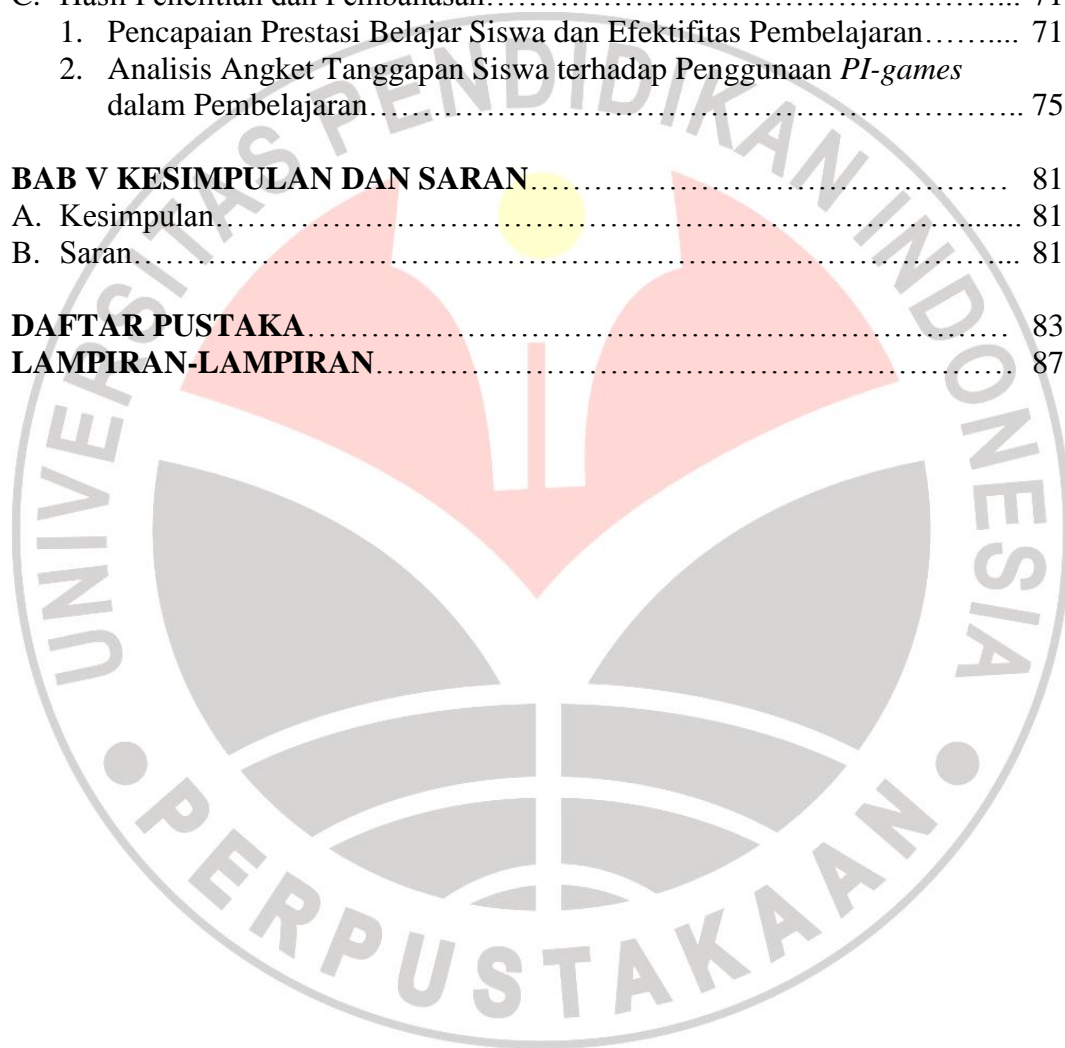 C. Hasil Penelitian dan Pembahasan……………………………………………... 71
1. Pencapaian Prestasi Belajar Siswa dan Efektifitas Pembelajaran…….... 71
2. Analisis Angket Tanggapan Siswa terhadap Penggunaan PI-games
dalam Pembelajaran…………………………………………………….. 75
BAB V KESIMPULAN DAN SARAN………………………………………… 81
A. Kesimpulan……………………………………………………………......... 81
B. Saran………………………………………………………………………... 81
DAFTAR PUSTAKA…………………………………………………………… 83
LAMPIRAN-LAMPIRAN……………………………………………………. 87
UNIVERSITAS PENDIDIKAN INDONESIA
PERPUSTAKAAN